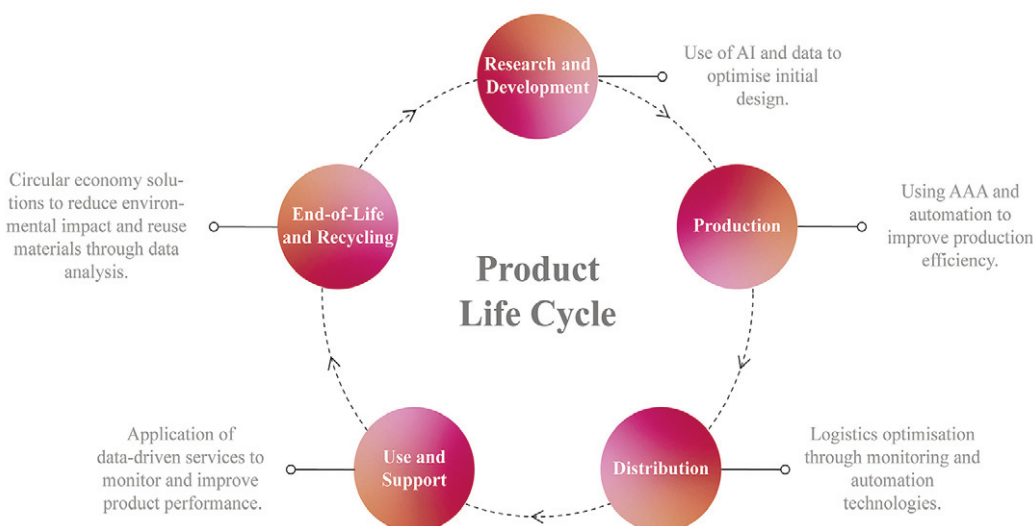 Research and
Development
Use of AI and data to
optimise initial
design.
Production
Using AAA and
automation to
improve production
efficiency.
Distribution
Logistics optimisation
through monitoring and
automation
technologies.
Use and
Support
Application of
data-driven services to
monitor and improve
product performance.
End-of-Life
and Recycling
Circular economy solu-
tions to reduce environ-
mental impact and reuse
materials through data
analysis.
Product
Life Cycle